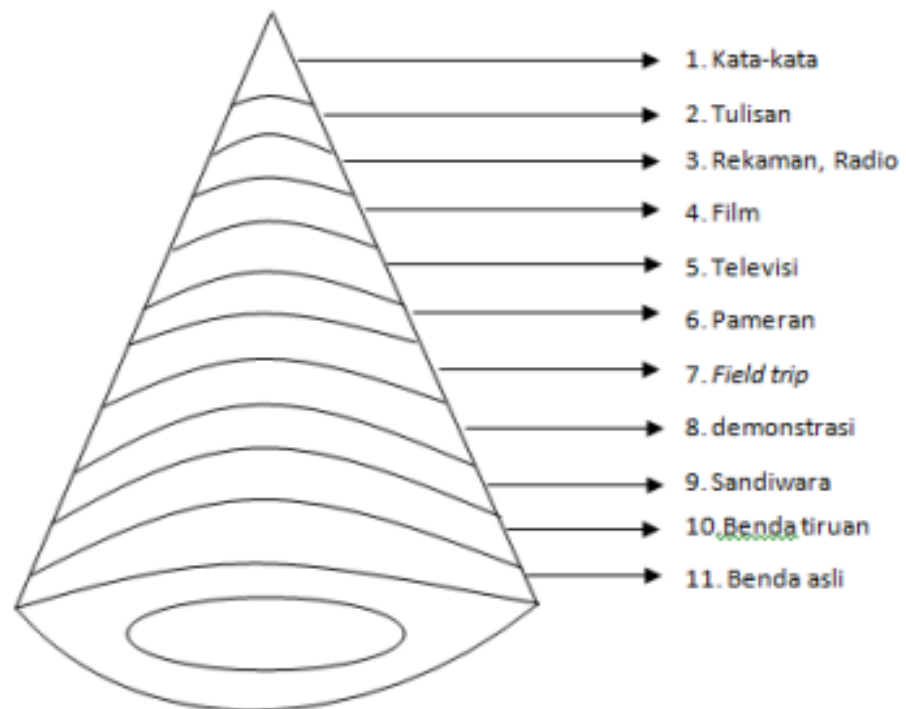 1. Kata-kata
2. Tulisan
3. Rekaman, Radio
4. Film
5. Televisi
6. Pameran
7. Field trip
8. demonstrasi
9. Sandiwara
10. Benda tiruan
11. Benda asli